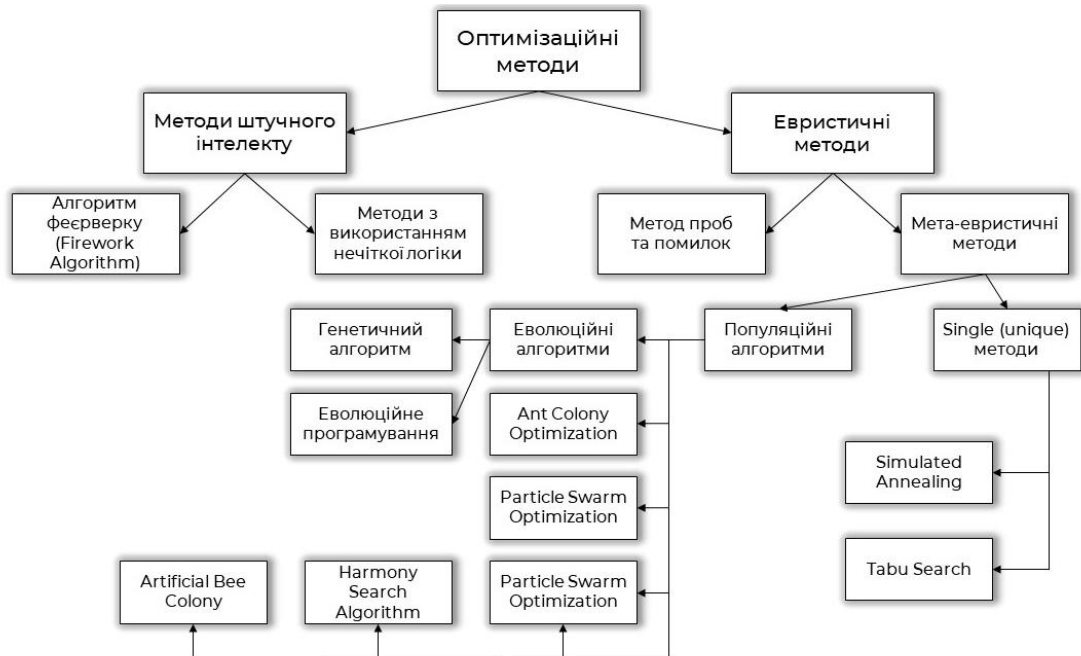 Оптимізаційні
методи
Методи штучного
інтелекту
Евристичні
методи
Алгоритм
феєрверку
(Firework
Algorithm)
Методи з
використанням
нечіткої логіки
Метод проб
та помилок
Мета-евристичні
методи
Генетичний
алгоритм
Еволюційні
алгоритми
Популяційні
алгоритми
Single (unique)
методи
Еволюційне
програмування
Ant Colony
Optimization
Simulated
Annealing
Particle Swarm
Optimization
Artificial Bee
Colony
Harmony
Search
Algorithm
Particle Swarm
Optimization
Tabu Search